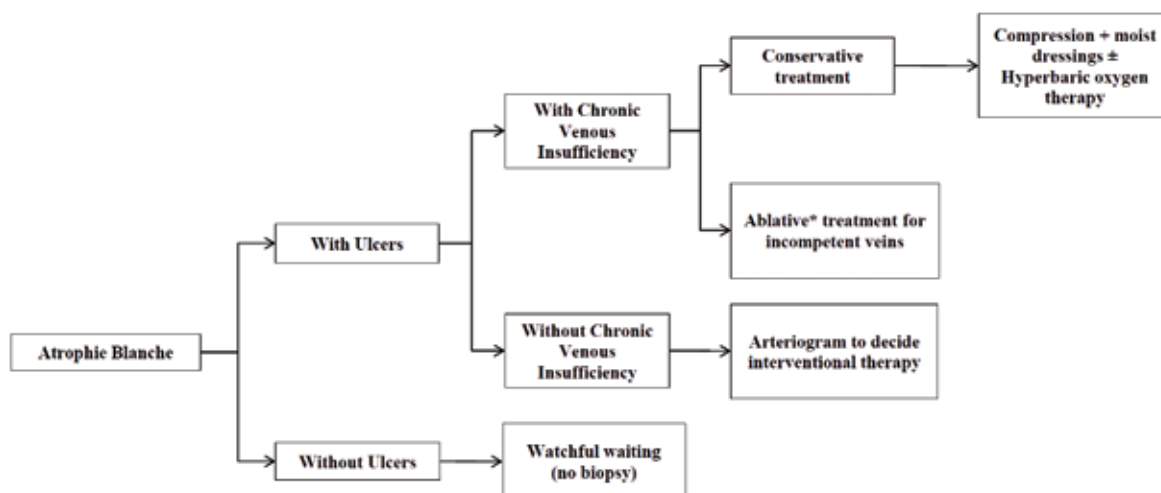 Compression + moist
dressings ±
Hyperbaric oxygen
therapy
Conservative
treatment
With Chronic
Venous
Insufficiency
Ablative* treatment for
incompetent veins
With Ulcers
Without Chronic
Venous
Insufficiency
Arteriogram to decide
interventional therapy
Atrophie Blanche
Without Ulcers
Watchful waiting
(no biopsy)